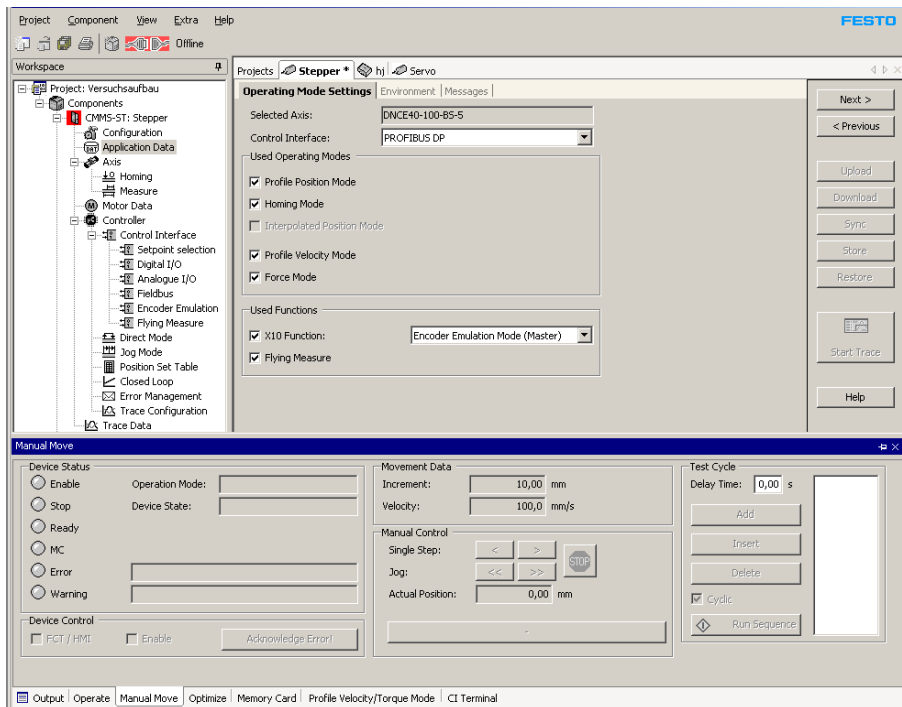 Project Component View Extra Help
FESTO
Offline
Workspace
Projects Stepper * hj Servo
Project: Versuchsaufbau
Components
CMMS-ST: Stepper
Configuration
Application Data
Axis
Homing
Measure
Motor Data
Controller
Control Interface
Setpoint selection
Digital I/O
Analogue I/O
Fieldbus
Encoder Emulation
Flying Measure
Direct Mode
Jog Mode
Position Set Table
Closed Loop
Error Management
Trace Configuration
Trace Data
Operating Mode Settings Environment Messages
Selected Axis: DNCE40-100-BS-5
Control Interface: PROFIBUS DP
Used Operating Modes
Profile Position Mode
Homing Mode
Interpolated Position Mode
Profile Velocity Mode
Force Mode
Used Functions
X10 Function: Encoder Emulation Mode (Master)
Flying Measure
Next >
< Previous
Upload
Download
Sync
Store
Restore
Start Trace
Help
Manual Move
Device Status
Enable Operation Mode:
Stop Device State:
Ready
MC
Error
Warning
Device Control
FCT / HMI Enable Acknowledge Error!
Movement Data
Increment: 10,00 mm
Velocity: 100,0 mm/s
Manual Control
Single Step: < >
STOP
Jog: << >>
Actual Position: 0,00 mm
-
Test Cycle
Delay Time: 0,00 s
Add
Insert
Delete
Cyclic
Run Sequence
Output Operate Manual Move Optimize Memory Card Profile Velocity/Torque Mode CI Terminal